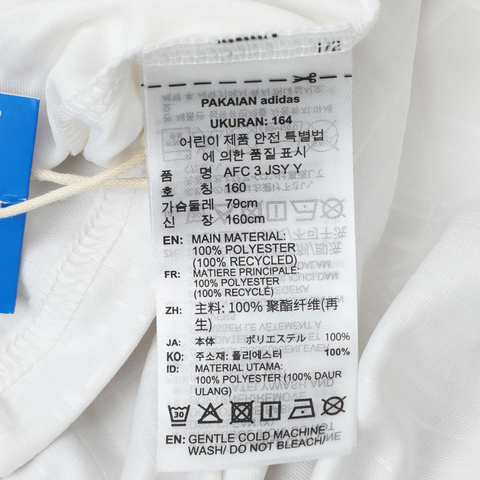 1/2
PAKAIAN adidas
UKURAN: 164
어린이 제품 안전 특별법
에 의한 품질 표시
품 명 AFC 3 JSY Y
호 칭 160
가슴둘레 79cm
신 장 160cm
EN: MAIN MATERIAL:
100% POLYESTER
(100% RECYCLED)
FR: MATIERE PRINCIPALE:
100% POLYESTER
(100% RECYCLÉ)
ZH: 主料: 100% 聚酯纤维(再
生)
JA: 本体 ポリエステル 100%
KO: 주소재: 폴리에스터 100%
ID: MATERIAL UTAMA:
100% POLYESTER (100% DAUR
ULANG)
30
EN: GENTLE COLD MACHINE
WASH/ DO NOT BLEACH/